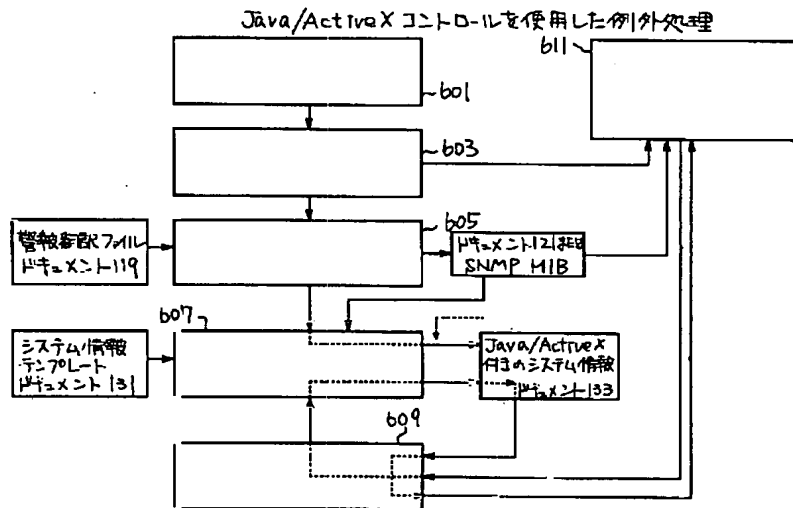 Java/ActiveX コントロールを使用した例外処理
611
601
603
605
警報翻訳ファイル
ドキュメント119
ドキュメント121または
SNMP MIB
607
システム情報
テンプレート
ドキュメント131
Java/ActiveX
付きのシステム情報
ドキュメント133
609